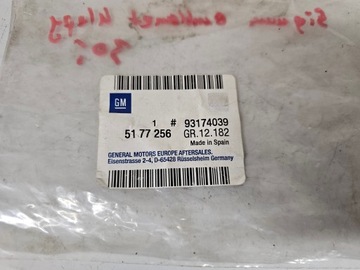 Signum
GM
1 # 93174039
51 77 256 GR.12.182
Made in Spain
GENERAL MOTORS EUROPE AFTERSALES,
Eisenstrasse 2-4, D-65428 Rüsselsheim Germany